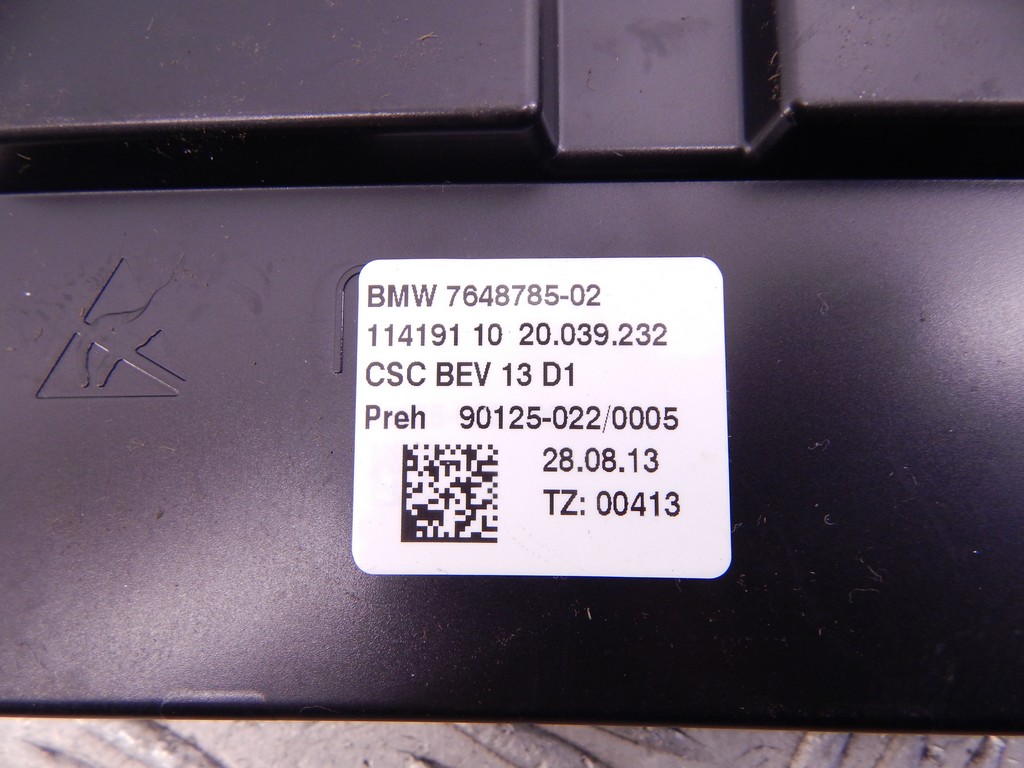 BMW 7648785-02
114191 10 20.039.232
CSC BEV 13 D1
Preh 90125-022/0005
28.08.13
TZ: 00413